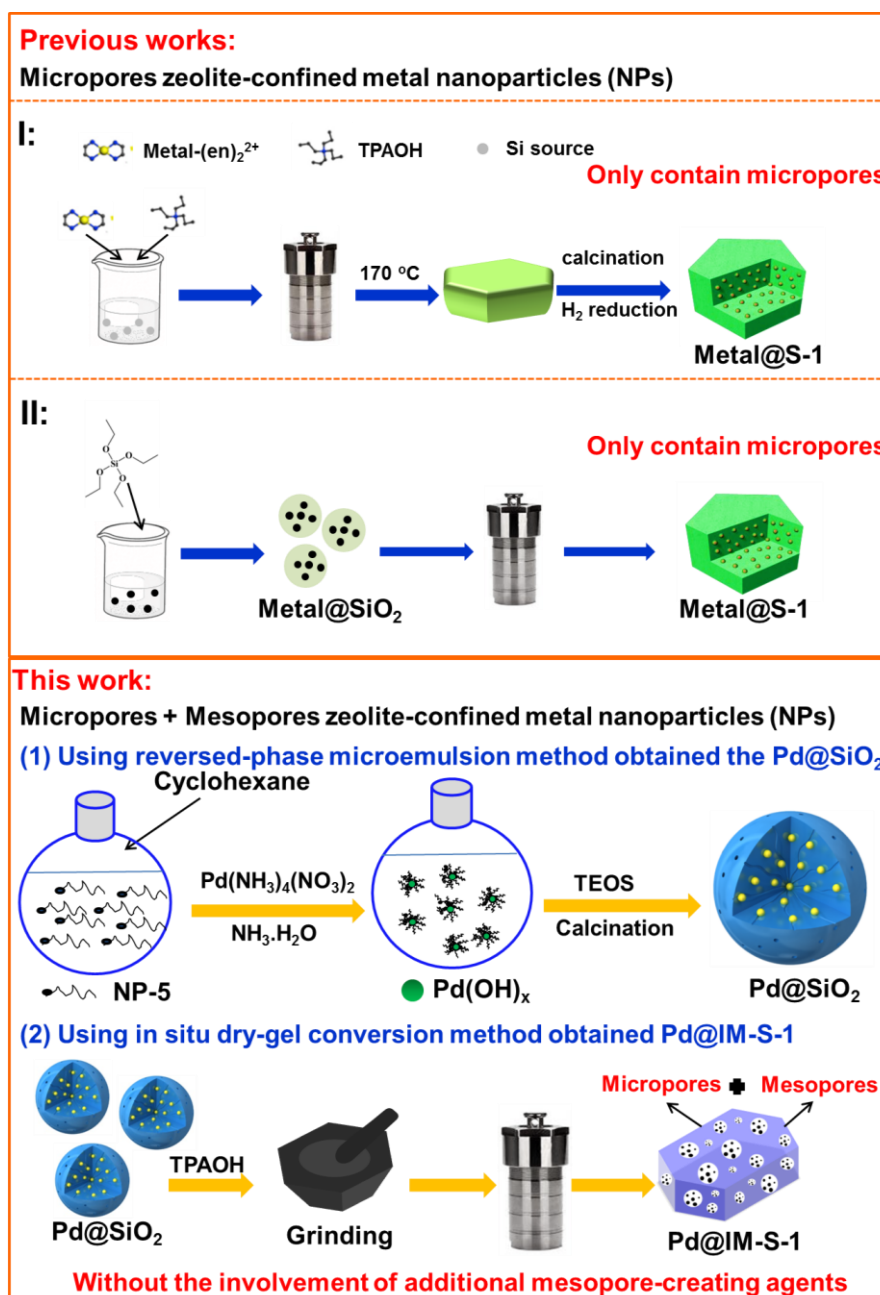 Previous works:
Micropores zeolite-confined metal nanoparticles (NPs)
I:
Metal-(en)₂²⁺
TPAOH
Si source
Only contain micropores
170 °C
calcination
H₂ reduction
Metal@S-1
II:
O
O
Si
O
O
Only contain micropores
Metal@SiO₂
Metal@S-1
This work:
Micropores + Mesopores zeolite-confined metal nanoparticles (NPs)
(1) Using reversed-phase microemulsion method obtained the Pd@SiO₂
Cyclohexane
Pd(NH₃)₄(NO₃)₂
NH₃.H₂O
TEOS
Calcination
NP-5
Pd(OH)ₓ
Pd@SiO₂
(2) Using in situ dry-gel conversion method obtained Pd@IM-S-1
Micropores + Mesopores
TPAOH
Pd@SiO₂
Grinding
Pd@IM-S-1
Without the involvement of additional mesopore-creating agents